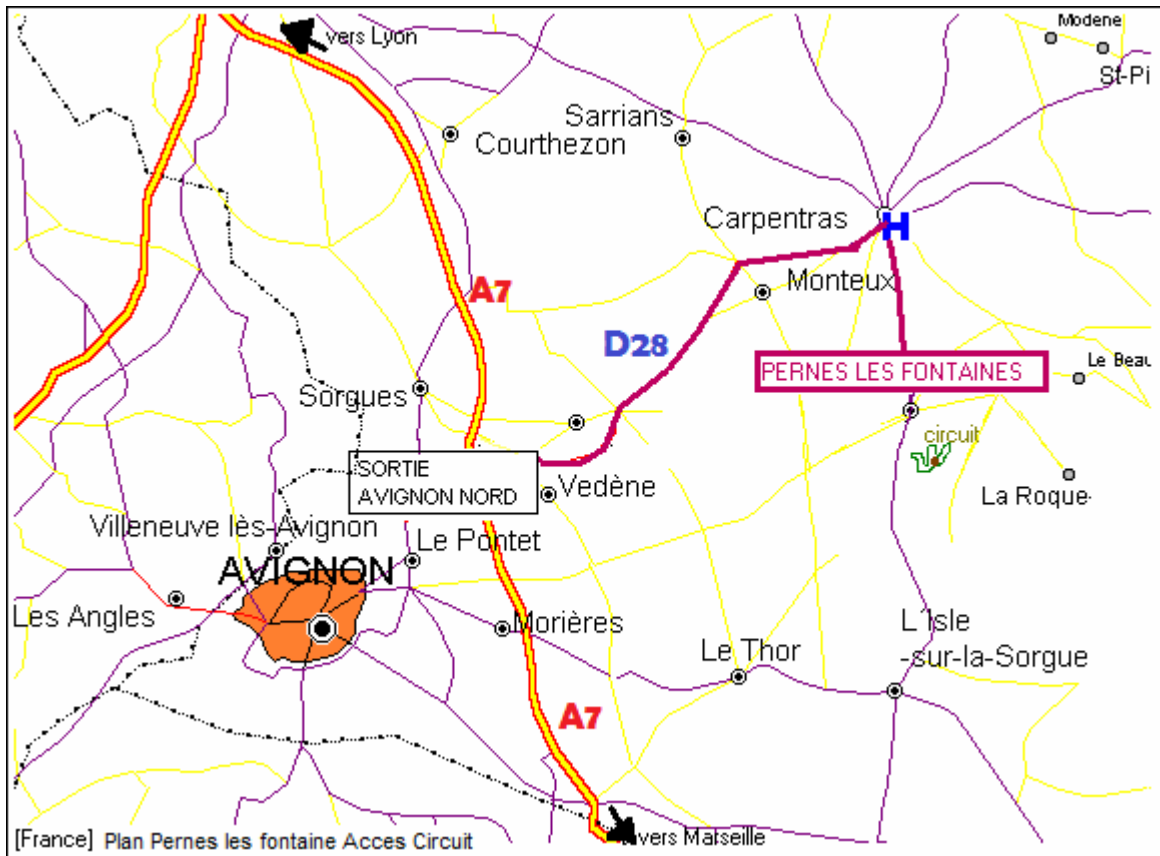 Modene
vers Lyon
St-Pi
Sarrians
Courthezon
Carpentras
H
Monteux
A7
D28
Le Beau
PERNES LES FONTAINES
Sorgues
circuit
SORTIE
AVIGNON NORD
Vedène
La Roque-
Villeneuve lès-Avignon
Le Pontet
AVIGNON
Les Angles
Morières
L'Isle
-sur-la-Sorgue
Le Thor
A7
vers Marseille
[France] Plan Pernes les fontaine Acces Circuit